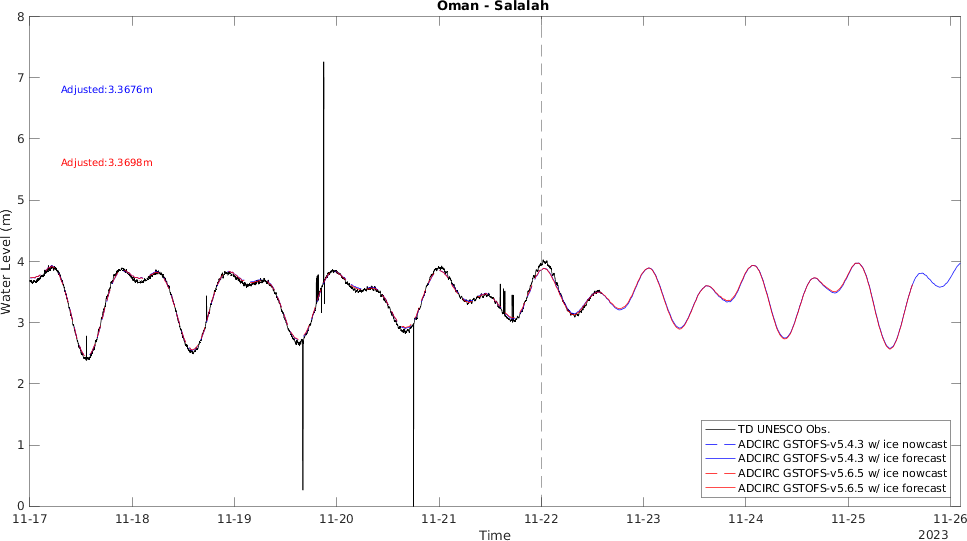 Oman - Salalah
8
7
6
5
4
3
2
1
0
Water Level (m)
Adjusted:3.3676m
Adjusted:3.3698m
TD UNESCO Obs.
ADCIRC GSTOFS-v5.4.3 w/ ice nowcast
ADCIRC GSTOFS-v5.4.3 w/ ice forecast
ADCIRC GSTOFS-v5.6.5 w/ ice nowcast
ADCIRC GSTOFS-v5.6.5 w/ ice forecast
11-17 11-18 11-19 11-20 11-21 11-22 11-23 11-24 11-25 11-26
Time
2023